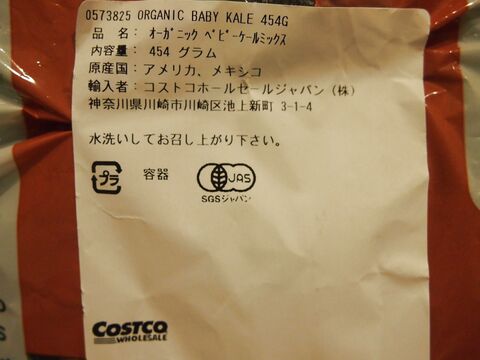 0573825 ORGANIC BABY KALE 454G
品 名: オーガニック ベビーケールミックス
内容量: 454 グラム
原産国: アメリカ、メキシコ
輸入者: コストコホールセールジャパン (株)
神奈川県川崎市川崎区池上新町 3-1-4
水洗いしてお召し上がり下さい。
プラ 容器 JAS
SGSジャパン
COSTCO
WHOLESALE